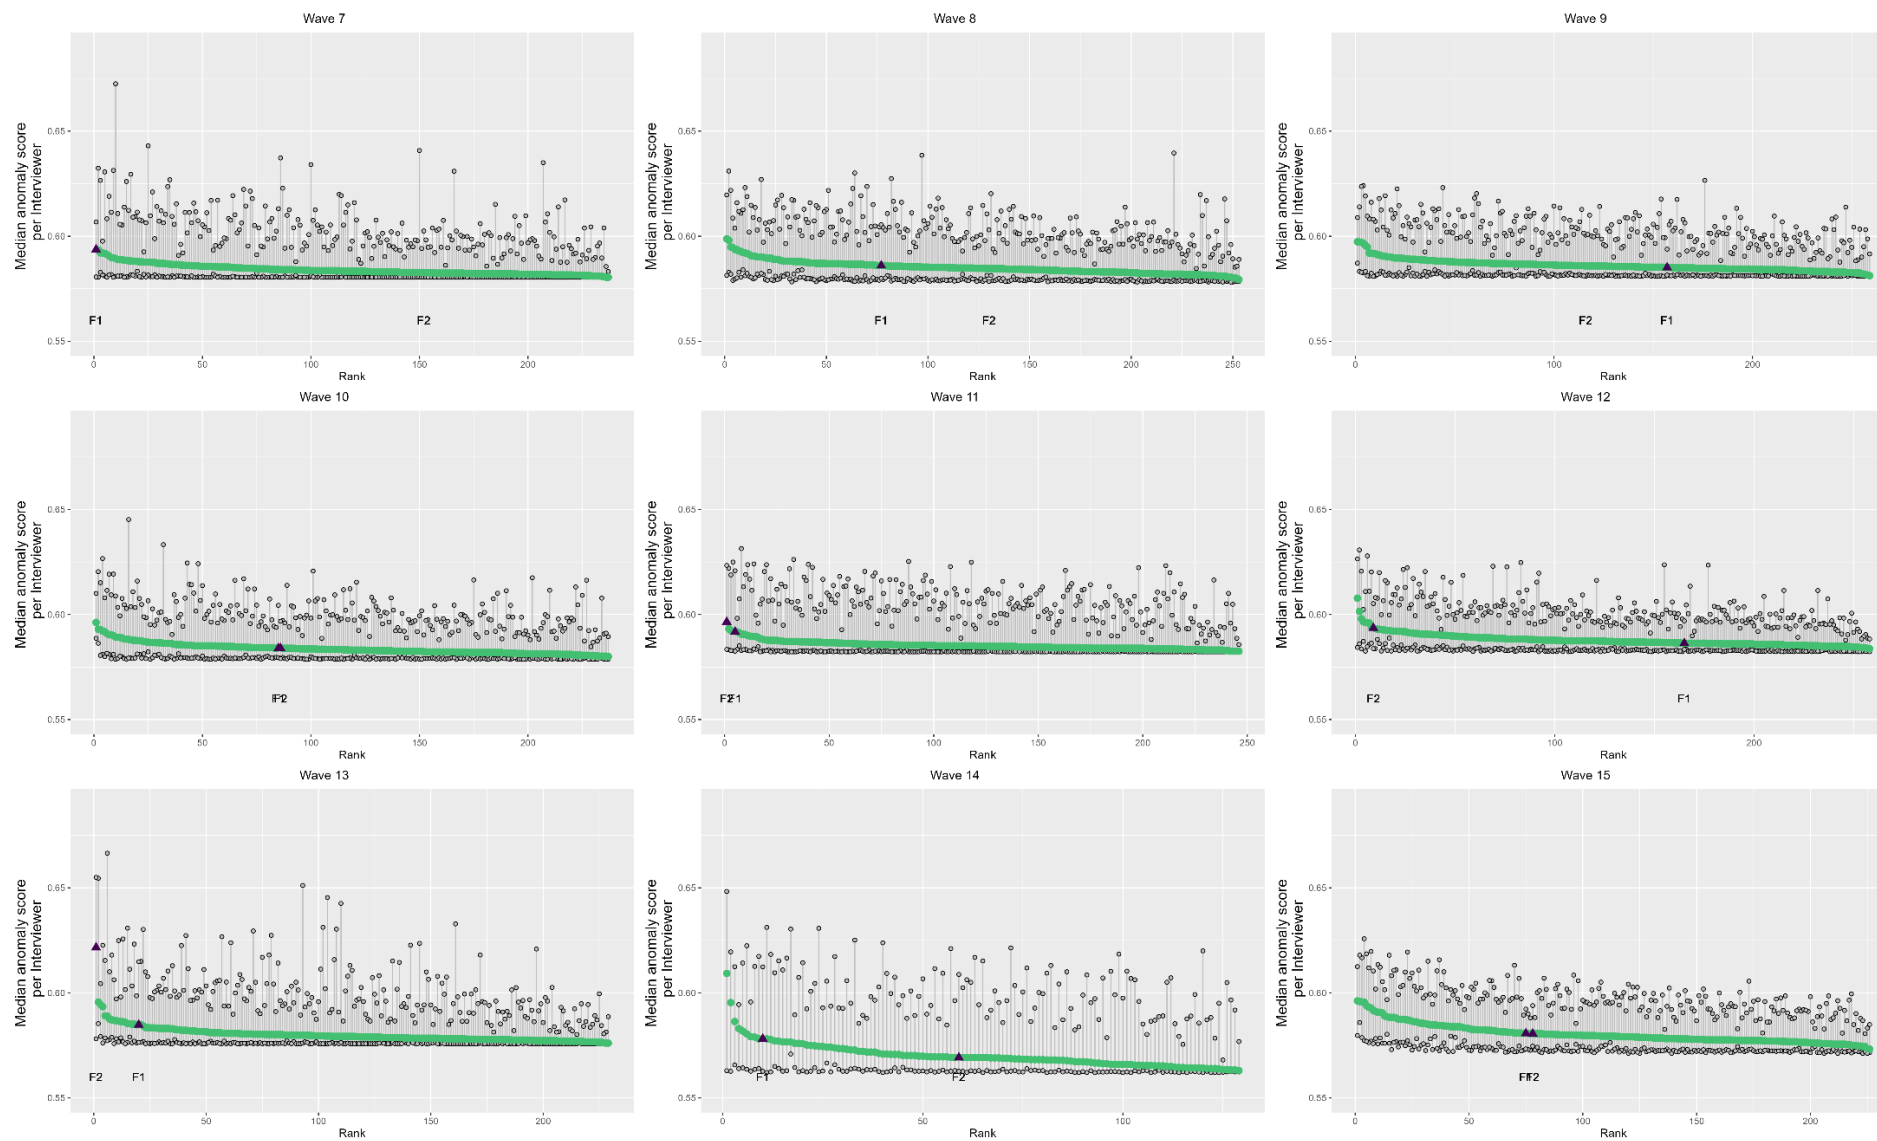 Wave 7
Median anomaly score
per Interviewer
0.65
0.60
0.55
F1
F2
0
50
100
150
200
Rank
Wave 8
Median anomaly score
per Interviewer
0.65
0.60
0.55
F1
F2
0
50
100
150
200
250
Rank
Wave 9
Median anomaly score
per Interviewer
0.65
0.60
0.55
F2
F1
0
100
200
Rank
Wave 10
Median anomaly score
per Interviewer
0.65
0.60
0.55
F1
F2
0
50
100
150
200
Rank
Wave 11
Median anomaly score
per Interviewer
0.65
0.60
0.55
F2
F1
0
50
100
150
200
250
Rank
Wave 12
Median anomaly score
per Interviewer
0.65
0.60
0.55
F2
F1
0
100
200
Rank
Wave 13
Median anomaly score
per Interviewer
0.65
0.60
0.55
F2
F1
0
50
100
150
200
Rank
Wave 14
Median anomaly score
per Interviewer
0.65
0.60
0.55
F1
F2
0
50
100
Rank
Wave 15
Median anomaly score
per Interviewer
0.65
0.60
0.55
F1
F2
0
50
100
150
200
Rank